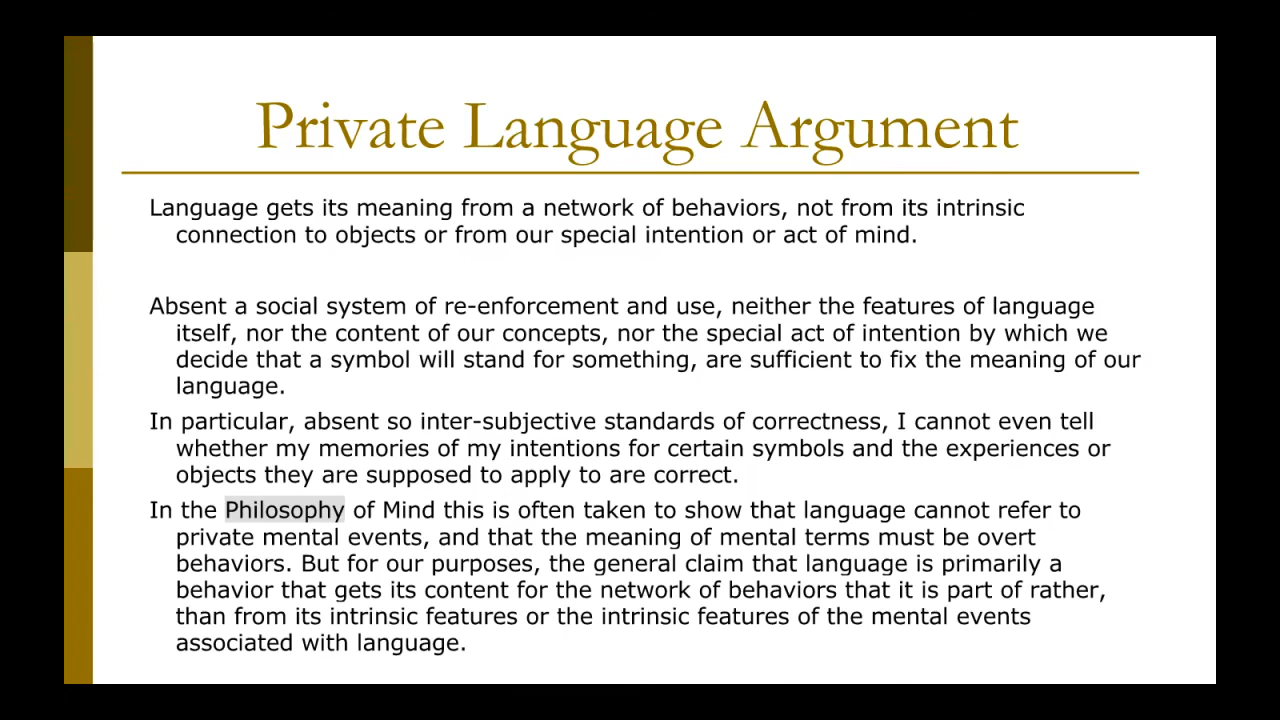 Private Language Argument
Language gets its meaning from a network of behaviors, not from its intrinsic
connection to objects or from our special intention or act of mind.
Absent a social system of re-enforcement and use, neither the features of language
itself, nor the content of our concepts, nor the special act of intention by which we
decide that a symbol will stand for something, are sufficient to fix the meaning of our
language.
In particular, absent so inter-subjective standards of correctness, I cannot even tell
whether my memories of my intentions for certain symbols and the experiences or
objects they are supposed to apply to are correct.
In the Philosophy of Mind this is often taken to show that language cannot refer to
private mental events, and that the meaning of mental terms must be overt
behaviors. But for our purposes, the general claim that language is primarily a
behavior that gets its content for the network of behaviors that it is part of rather,
than from its intrinsic features or the intrinsic features of the mental events
associated with language.